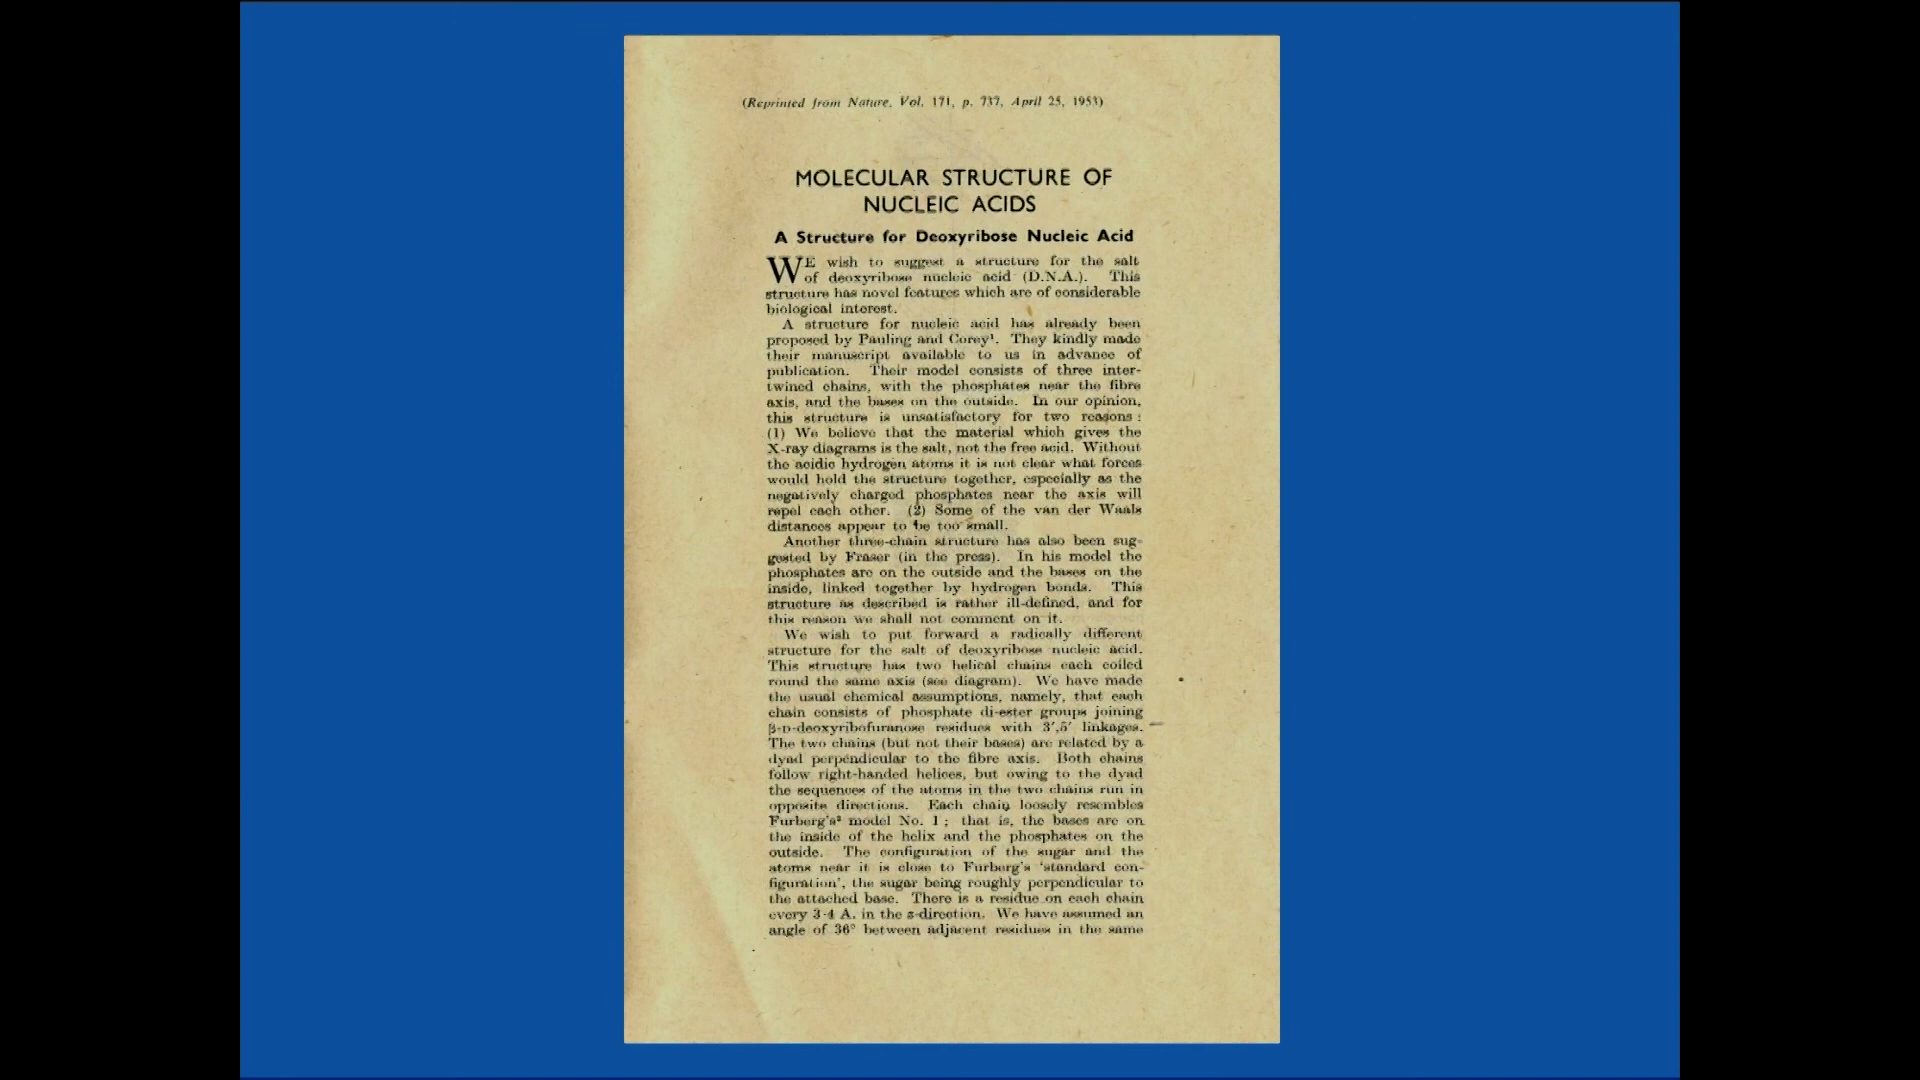 (Reprinted from Nature, Vol. 171, p. 737, April 25, 1953)
MOLECULAR STRUCTURE OF
NUCLEIC ACIDS
A Structure for Deoxyribose Nucleic Acid
WE wish to suggest a structure for the salt
of deoxyribose nucleic acid (D.N.A.). This
structure has novel features which are of considerable
biological interest.
A structure for nucleic acid has already been
proposed by Pauling and Corey¹. They kindly made
their manuscript available to us in advance of
publication. Their model consists of three inter-
twined chains, with the phosphates near the fibre
axis, and the bases on the outside. In our opinion,
this structure is unsatisfactory for two reasons :
(1) We believe that the material which gives the
X-ray diagrams is the salt, not the free acid. Without
the acidic hydrogen atoms it is not clear what forces
would hold the structure together, especially as the
negatively charged phosphates near the axis will
repel each other. (2) Some of the van der Waals
distances appear to be too small.
Another three-chain structure has also been sug-
gested by Fraser (in the press). In his model the
phosphates are on the outside and the bases on the
inside, linked together by hydrogen bonds. This
structure as described is rather ill-defined, and for
this reason we shall not comment on it.
We wish to put forward a radically different
structure for the salt of deoxyribose nucleic acid.
This structure has two helical chains each coiled
round the same axis (see diagram). We have made
the usual chemical assumptions, namely, that each
chain consists of phosphate di-ester groups joining
β-D-deoxyribofuranose residues with 3′,5′ linkages.
The two chains (but not their bases) are related by a
dyad perpendicular to the fibre axis. Both chains
follow right-handed helices, but owing to the dyad
the sequences of the atoms in the two chains run in
opposite directions. Each chain loosely resembles
Furberg's² model No. 1 ; that is, the bases are on
the inside of the helix and the phosphates on the
outside. The configuration of the sugar and the
atoms near it is close to Furberg's 'standard con-
figuration', the sugar being roughly perpendicular to
the attached base. There is a residue on each chain
every 3·4 A. in the z-direction. We have assumed an
angle of 36° between adjacent residues in the same